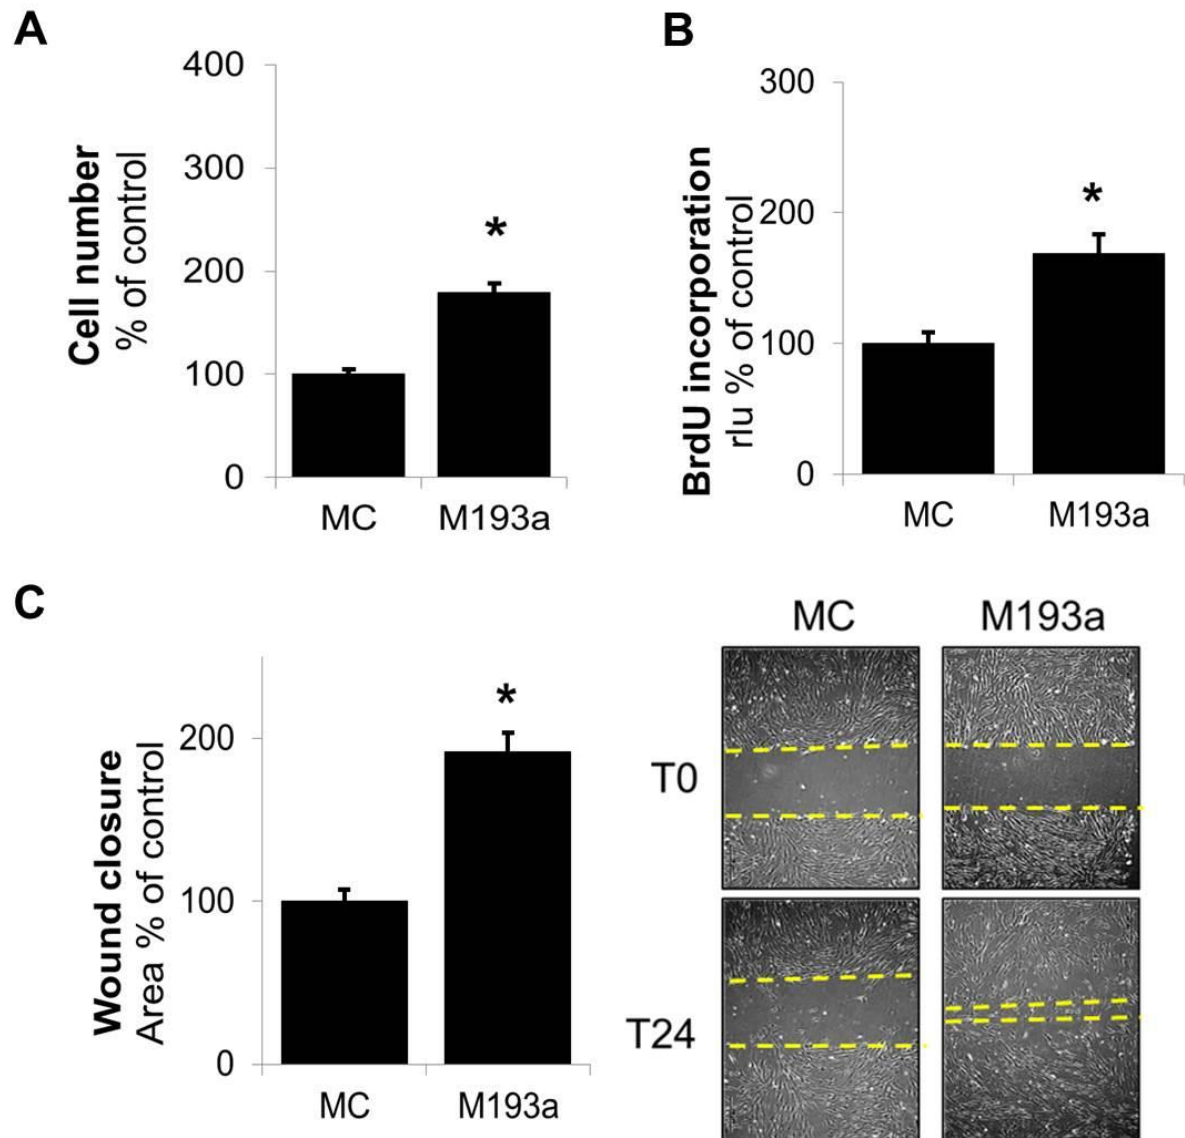 A
Cell number
% of control
400
300
200
100
0
*
MC M193a
B
BrdU incorporation
rlu % of control
300
200
100
0
*
MC M193a
C
Wound closure
Area % of control
200
100
0
*
MC M193a
MC M193a
T0
T24